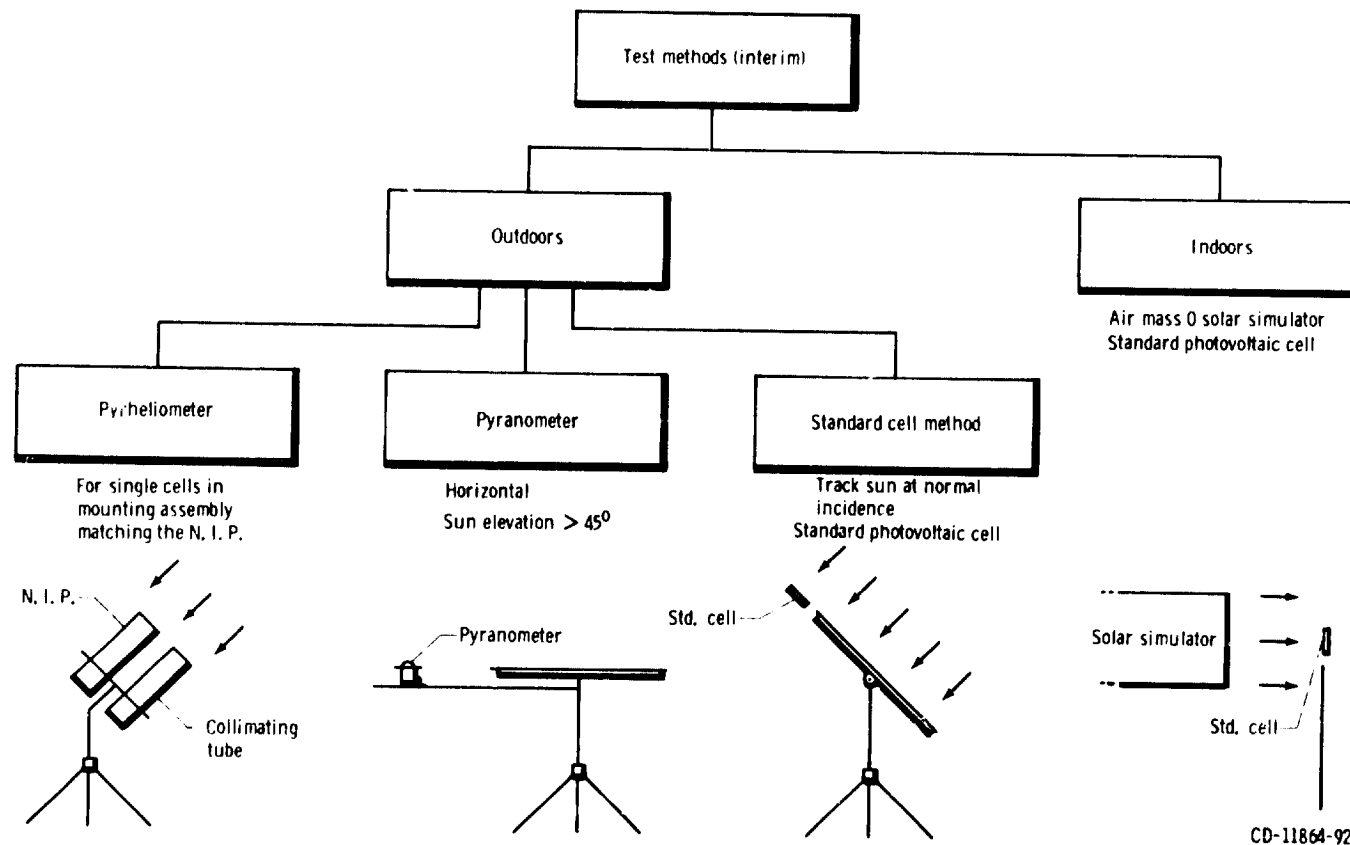 Test methods (interim)
Outdoors
Indoors
Air mass 0 solar simulator
Standard photovoltaic cell
Pyrheliometer
Pyranometer
Standard cell method
For single cells in
mounting assembly
matching the N. I. P.
Horizontal
Sun elevation > 45⁰
Track sun at normal
incidence
Standard photovoltaic cell
N. I. P.
Collimating
tube
Pyranometer
Std. cell
Solar simulator
Std. cell
CD-11864-92